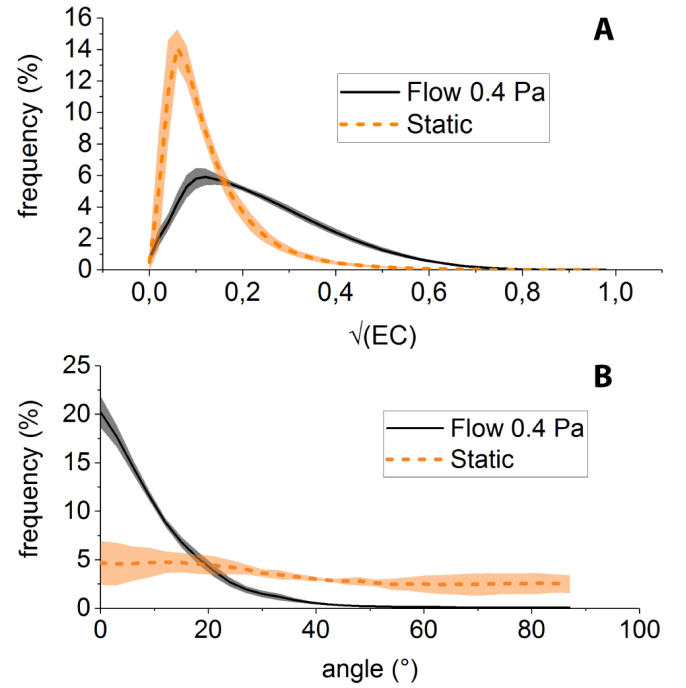 A
16
14
12
10
8
6
4
2
0
frequency (%)
Flow 0.4 Pa
Static
0,0 0,2 0,4 0,6 0,8 1,0
√(EC)
B
25
20
15
10
5
0
frequency (%)
Flow 0.4 Pa
Static
0 20 40 60 80 100
angle (°)